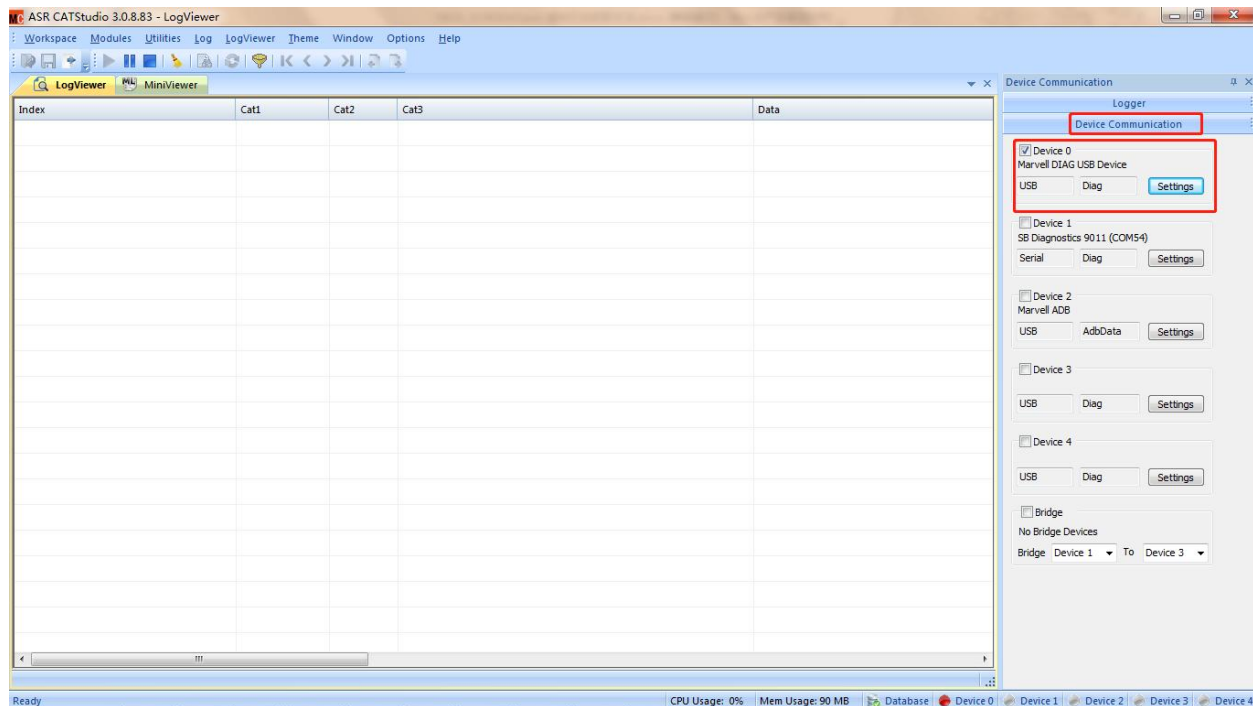 ASR CATStudio 3.0.8.83 - LogViewer
Workspace Modules Utilities Log LogViewer Theme Window Options Help
LogViewer MiniViewer
Index Cat1 Cat2 Cat3 Data
Device Communication
Logger
Device Communication
Device 0
Marvell DIAG USB Device
USB Diag Settings
Device 1
SB Diagnostics 9011 (COM54)
Serial Diag Settings
Device 2
Marvell ADB
USB AdbData Settings
Device 3
USB Diag Settings
Device 4
USB Diag Settings
Bridge
No Bridge Devices
Bridge Device 1 To Device 3
Ready CPU Usage: 0% Mem Usage: 90 MB Database Device 0 Device 1 Device 2 Device 3 Device 4